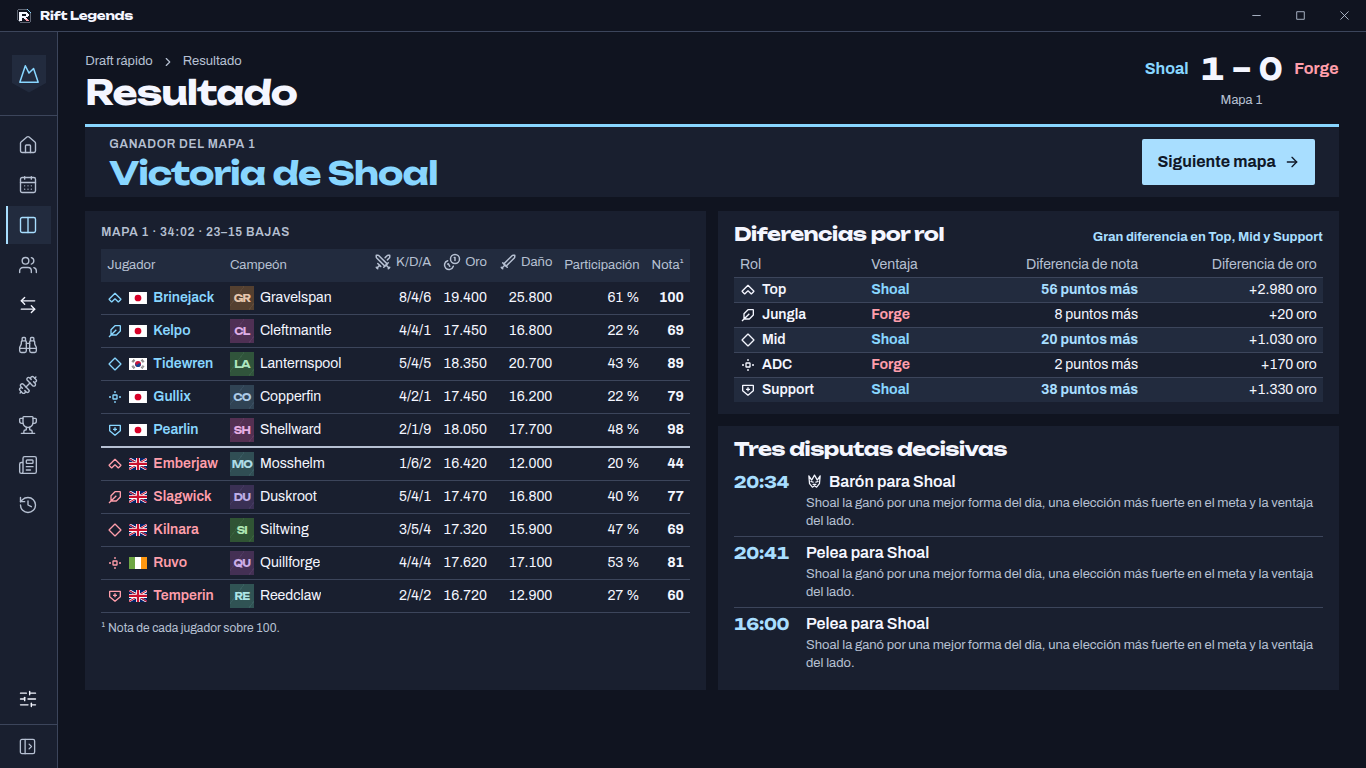 Rift Legends
Draft rápido > Resultado
Resultado
Shoal 1 – 0 Forge
Mapa 1
GANADOR DEL MAPA 1
Victoria de Shoal
Siguiente mapa →
MAPA 1 · 34:02 · 23–15 BAJAS
Jugador Campeón K/D/A Oro Daño Participación Nota¹
Brinejack GR Gravelspan 8/4/6 19.400 25.800 61 % 100
Kelpo CL Cleftmantle 4/4/1 17.450 16.800 22 % 69
Tidewren LA Lanternspool 5/4/5 18.350 20.700 43 % 89
Gullix CO Copperfin 4/2/1 17.450 16.200 22 % 79
Pearlin SH Shellward 2/1/9 18.050 17.700 48 % 98
Emberjaw MO Mosshelm 1/6/2 16.420 12.000 20 % 44
Slagwick DU Duskroot 5/4/1 17.470 16.800 40 % 77
Kilnara SI Siltwing 3/5/4 17.320 15.900 47 % 69
Ruvo QU Quillforge 4/4/4 17.620 17.100 53 % 81
Temperin RE Reedclaw 2/4/2 16.720 12.900 27 % 60
¹ Nota de cada jugador sobre 100.
Diferencias por rol Gran diferencia en Top, Mid y Support
Rol Ventaja Diferencia de nota Diferencia de oro
Top Shoal 56 puntos más +2.980 oro
Jungla Forge 8 puntos más +20 oro
Mid Shoal 20 puntos más +1.030 oro
ADC Forge 2 puntos más +170 oro
Support Shoal 38 puntos más +1.330 oro
Tres disputas decisivas
20:34 Barón para Shoal
Shoal la ganó por una mejor forma del día, una elección más fuerte en el meta y la ventaja
del lado.
20:41 Pelea para Shoal
Shoal la ganó por una mejor forma del día, una elección más fuerte en el meta y la ventaja
del lado.
16:00 Pelea para Shoal
Shoal la ganó por una mejor forma del día, una elección más fuerte en el meta y la ventaja
del lado.